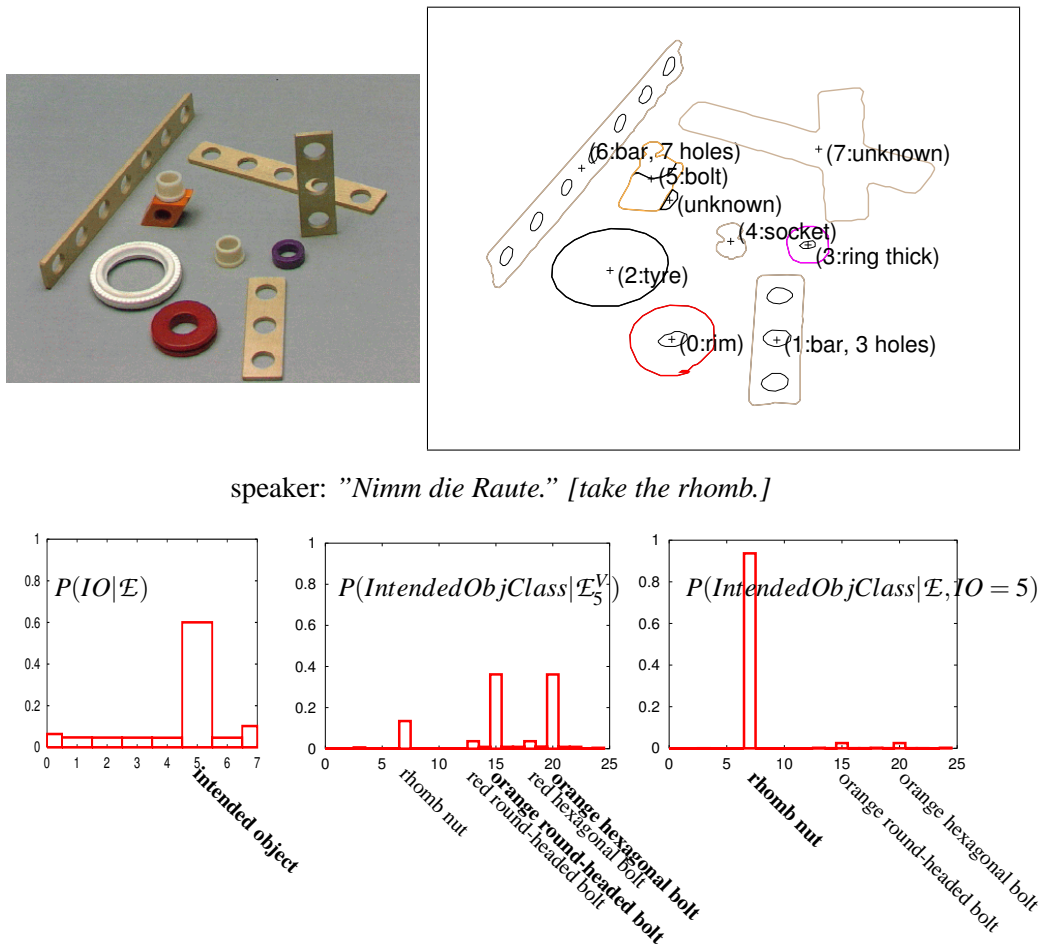 (6:bar, 7 holes)
(7:unknown)
(5:bolt)
(unknown)
(4:socket)
(3:ring thick)
(2:tyre)
(0:rim)
(1:bar, 3 holes)
speaker: "Nimm die Raute." [take the rhomb.]
1
0.8
0.6
0.4
0.2
0
0 1 2 3 4 5 6 7
P(IO|ℰ)
intended object
1
0.8
0.6
0.4
0.2
0
0 5 10 15 20 25
P(IntendedObjClass|ℰ₅ⱽ)
rhomb nut
red round-headed bolt
orange round-headed bolt
red hexagonal bolt
orange hexagonal bolt
1
0.8
0.6
0.4
0.2
0
0 5 10 15 20 25
P(IntendedObjClass|ℰ, IO = 5)
rhomb nut
orange round-headed bolt
orange hexagonal bolt